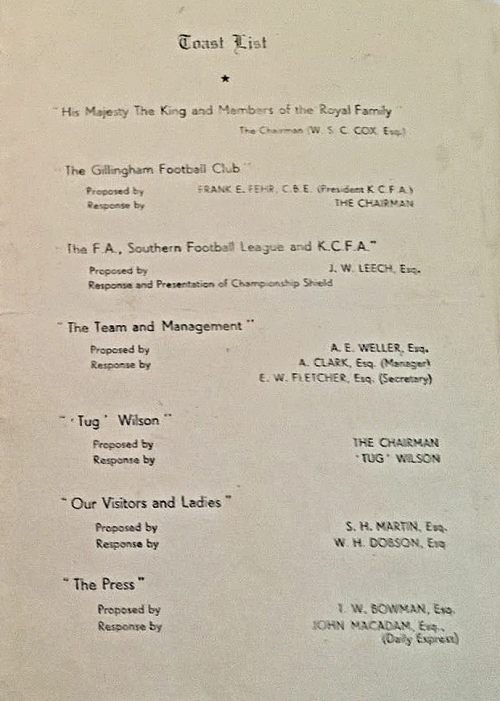 Toast List
★
"His Majesty The King and Members of the Royal Family"
The Chairman (W. S. C. COX, Esq.)
"The Gillingham Football Club"
Proposed by FRANK E. FEHR, C.B.E. (President K.C.F.A.)
Response by THE CHAIRMAN
"The F.A., Southern Football League and K.C.F.A."
Proposed by J. W. LEECH, Esq.
Response and Presentation of Championship Shield
"The Team and Management"
Proposed by A. E. WELLER, Esq.
Response by A. CLARK, Esq. (Manager)
E. W. FLETCHER, Esq. (Secretary)
"'Tug' Wilson"
Proposed by THE CHAIRMAN
Response by 'TUG' WILSON
"Our Visitors and Ladies"
Proposed by S. H. MARTIN, Esq.
Response by W. H. DOBSON, Esq
"The Press"
Proposed by T. W. BOWMAN, Esq.
Response by JOHN MACADAM, Esq.,
(Daily Express)